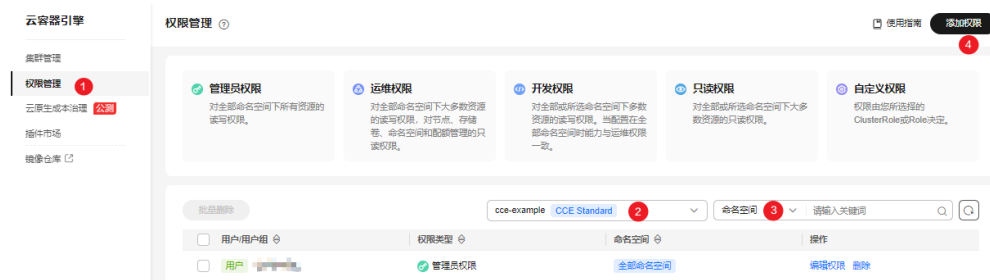 云容器引擎
权限管理
使用指南
添加权限
4
集群管理
权限管理
1
云原生成本治理 公测
插件市场
镜像仓库
管理员权限
对全部命名空间下所有资源的
读写权限。
运维权限
对全部命名空间下大多数资源
的读写权限，对节点、存储
卷、命名空间和配额管理的只
读权限。
开发权限
对全部或所选命名空间下多数
资源的读写权限。当配置在全
部命名空间时能力与运维权限
一致。
只读权限
对全部或所选命名空间下大多
数资源的只读权限。
自定义权限
权限由您所选择的
ClusterRole或Role决定。
批量删除
cce-example CCE Standard 2
命名空间 3 请输入关键词
用户/用户组 权限类型 命名空间 操作
用户 管理员权限 全部命名空间 编辑权限 删除